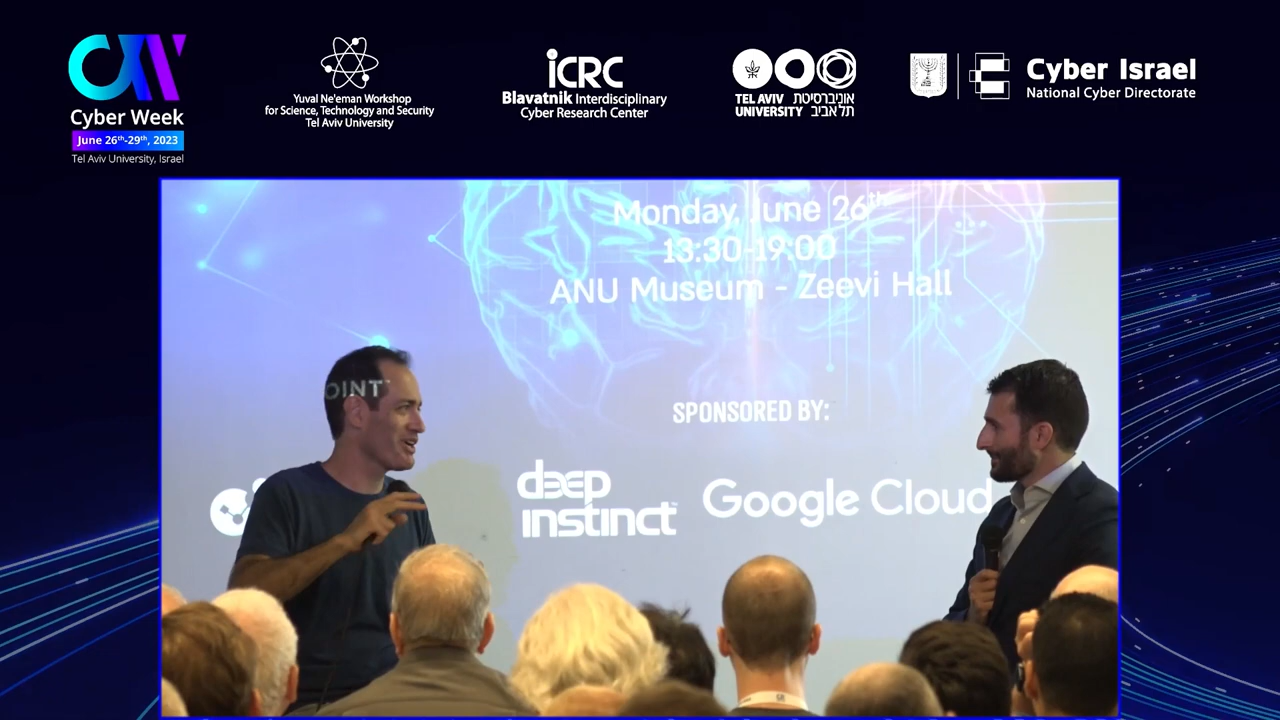 Cyber Week
June 26th-29th, 2023
Tel Aviv University, Israel
Yuval Ne'eman Workshop
for Science, Technology and Security
Tel Aviv University
iCRC
Blavatnik Interdisciplinary
Cyber Research Center
TEL AVIV אוניברסיטת
UNIVERSITY תל אביב
Cyber Israel
National Cyber Directorate
Monday, June 26th
13:30-19:00
ANU Museum - Zeevi Hall
OINT
SPONSORED BY:
deep
instinct
Google Cloud